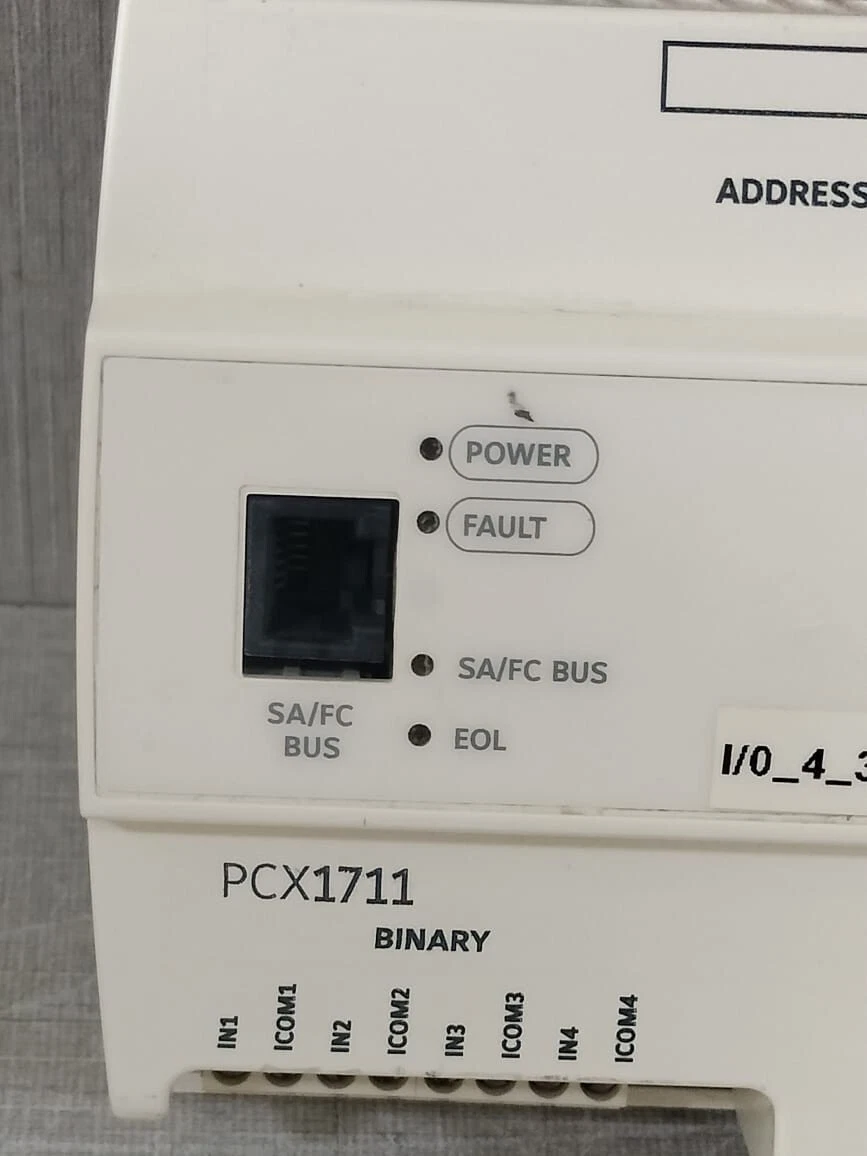 ADDRESS
POWER
FAULT
SA/FC BUS
EOL
SA/FC
BUS
I/0_4_3
PCX1711
BINARY
IN1
ICOM1
IN2
ICOM2
IN3
ICOM3
IN4
ICOM4